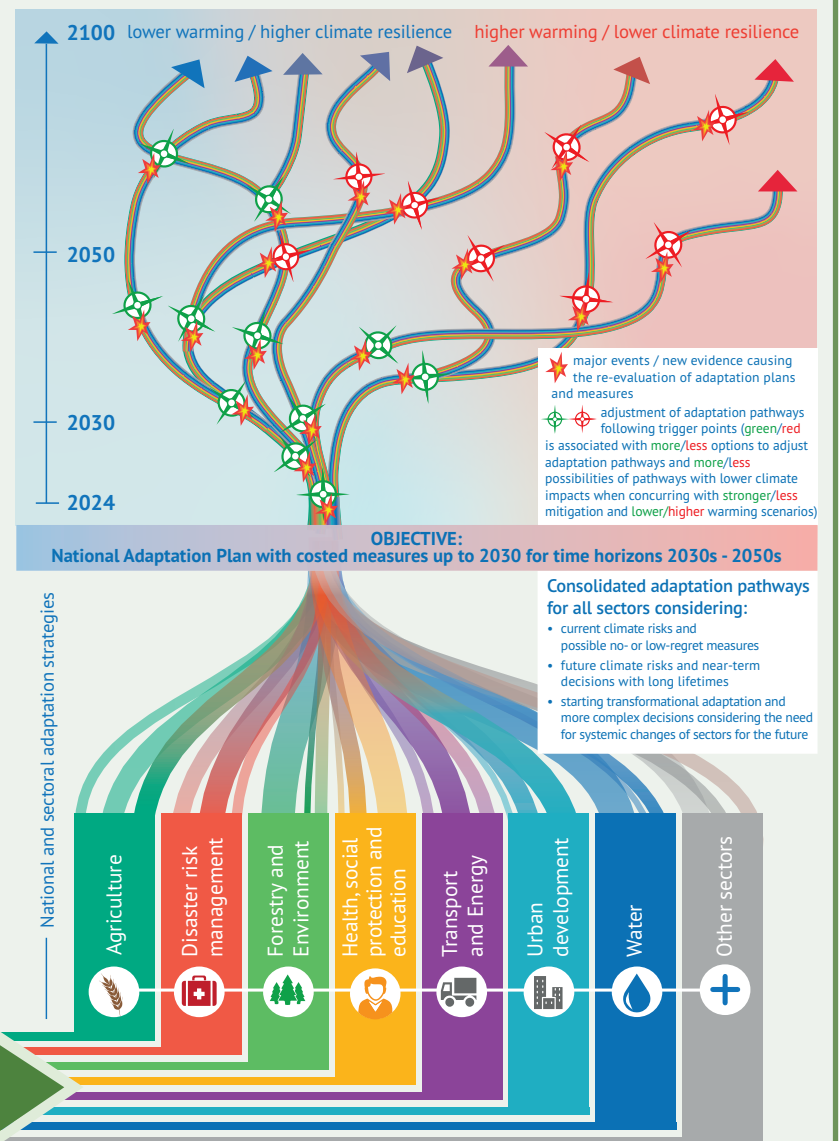 2100
lower warming / higher climate resilience
higher warming / lower climate resilience
2050
2030
2024
major events / new evidence causing
the re-evaluation of adaptation plans
and measures
adjustment of adaptation pathways
following trigger points (green/red
is associated with more/less options to adjust
adaptation pathways and more/less
possibilities of pathways with lower climate
impacts when concurring with stronger/less
mitigation and lower/higher warming scenarios)
OBJECTIVE:
National Adaptation Plan with costed measures up to 2030 for time horizons 2030s - 2050s
Consolidated adaptation pathways
for all sectors considering:
• current climate risks and
possible no- or low-regret measures
• future climate risks and near-term
decisions with long lifetimes
• starting transformational adaptation and
more complex decisions considering the need
for systemic changes of sectors for the future
National and sectoral adaptation strategies
Agriculture
Disaster risk
management
Forestry and
Environment
Health, social
protection and
education
Transport
and Energy
Urban
development
Water
Other sectors